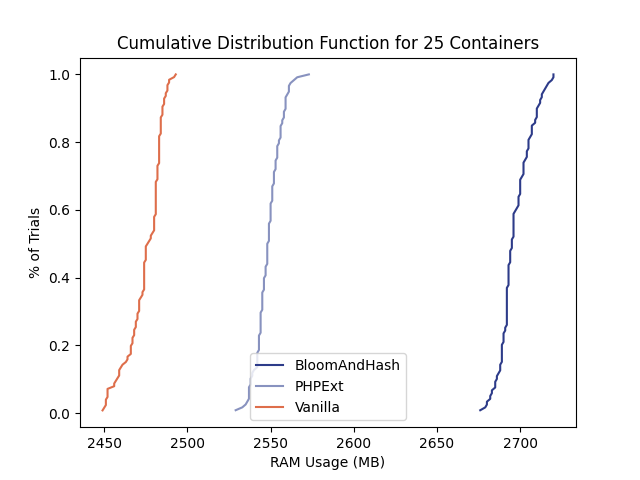 Cumulative Distribution Function for 25 Containers
% of Trials
1.0
0.8
0.6
0.4
0.2
0.0
BloomAndHash
PHPExt
Vanilla
2450 2500 2550 2600 2650 2700
RAM Usage (MB)